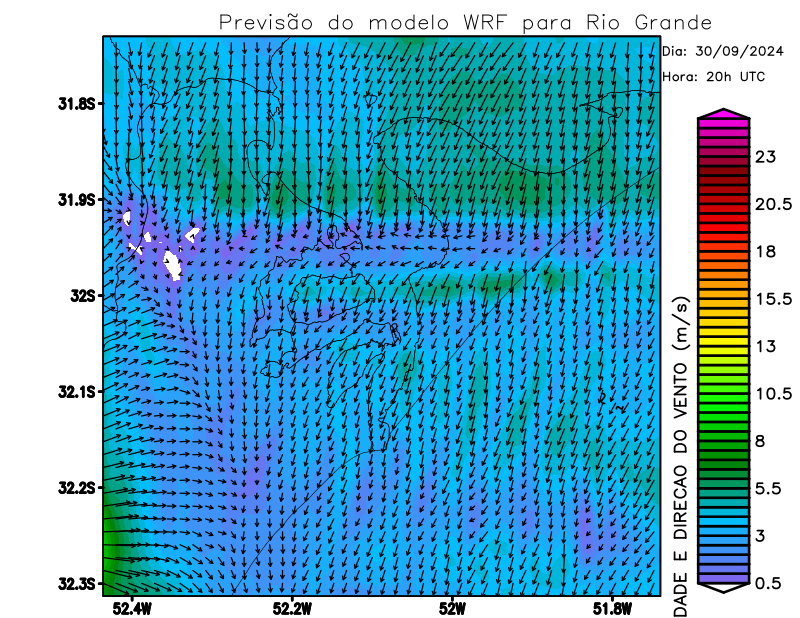 Previsão do modelo WRF para Rio Grande
Dia: 30/09/2024
Hora: 20h UTC
31.8S
31.9S
32S
32.1S
32.2S
32.3S
52.4W
52.2W
52W
51.8W
23
20.5
18
15.5
13
10.5
8
5.5
3
0.5
DADE E DIRECAO DO VENTO (m/s)